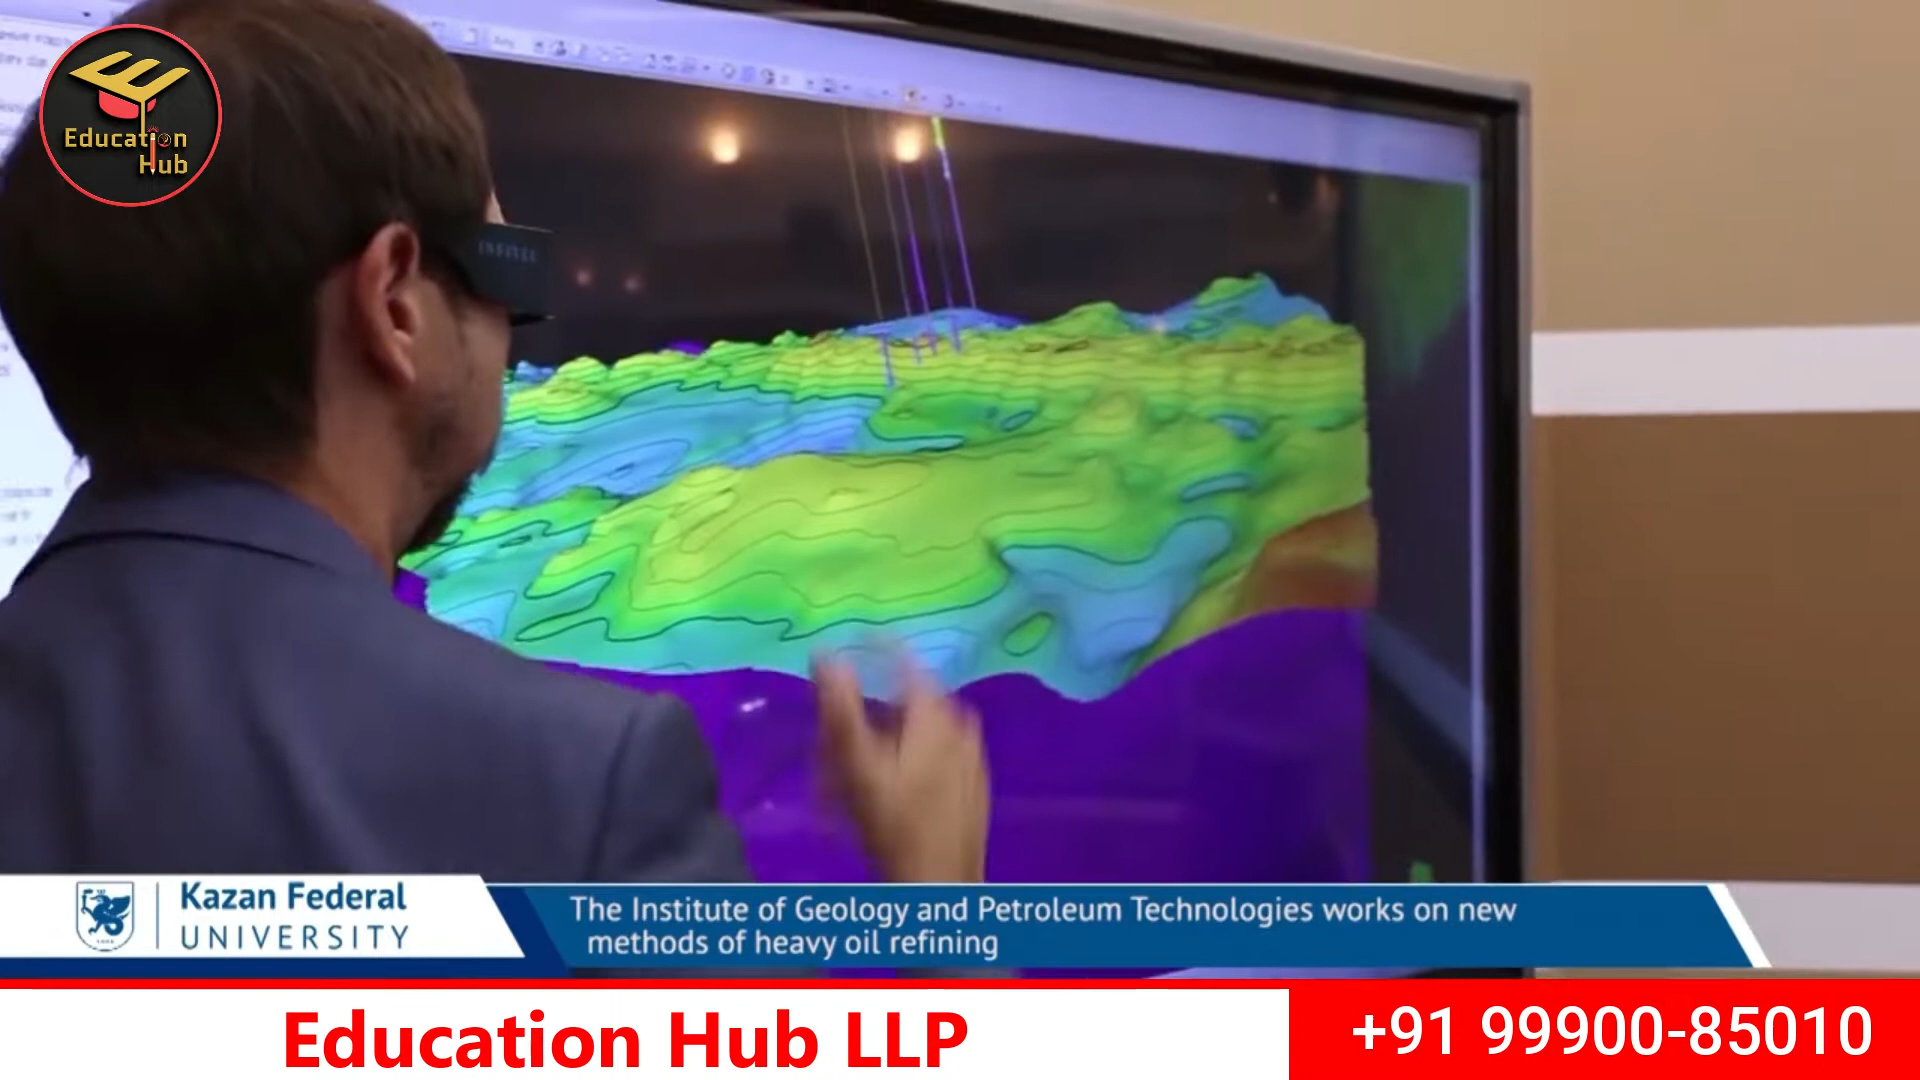 Education
Hub
Kazan Federal
UNIVERSITY
The Institute of Geology and Petroleum Technologies works on new
methods of heavy oil refining
Education Hub LLP
+91 99900-85010